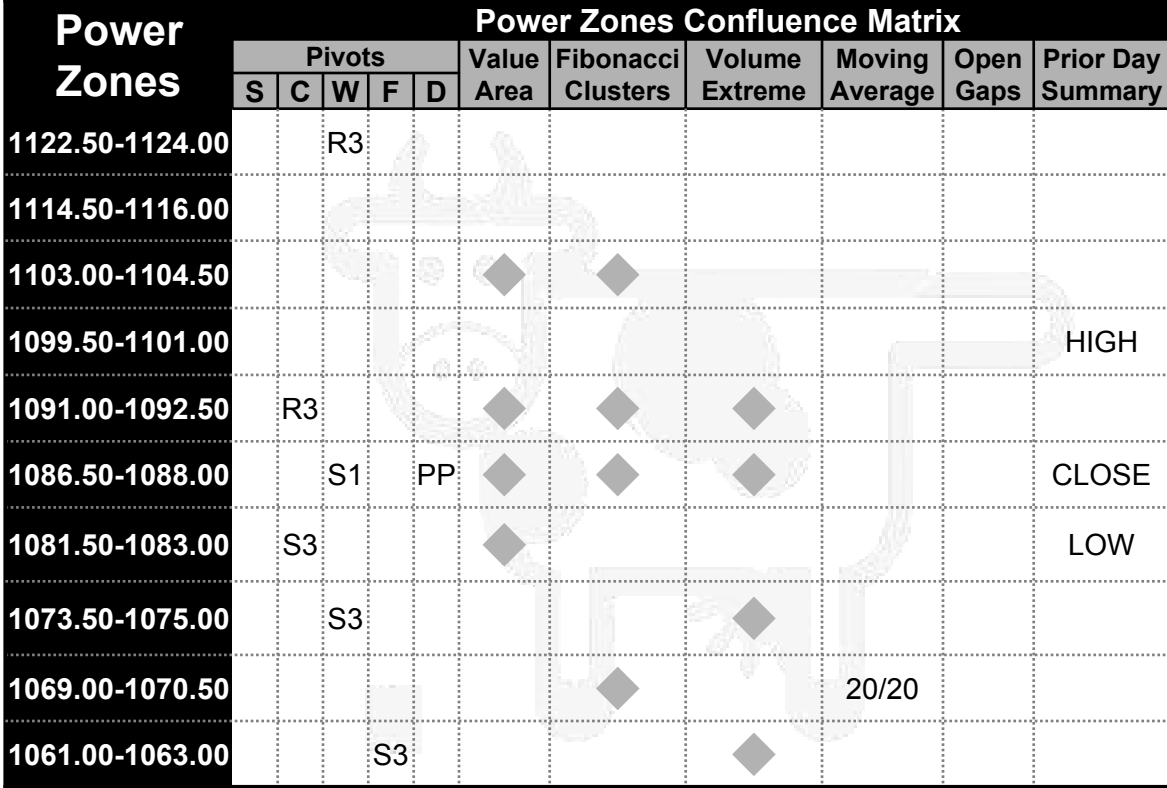 Power Zones
Power Zones Confluence Matrix
Pivots
S C W F D
Value Area
Fibonacci Clusters
Volume Extreme
Moving Average
Open Gaps
Prior Day Summary
1122.50-1124.00 R3
1114.50-1116.00
1103.00-1104.50
1099.50-1101.00 HIGH
1091.00-1092.50 R3
1086.50-1088.00 S1 PP CLOSE
1081.50-1083.00 S3 LOW
1073.50-1075.00 S3
1069.00-1070.50 20/20
1061.00-1063.00 S3